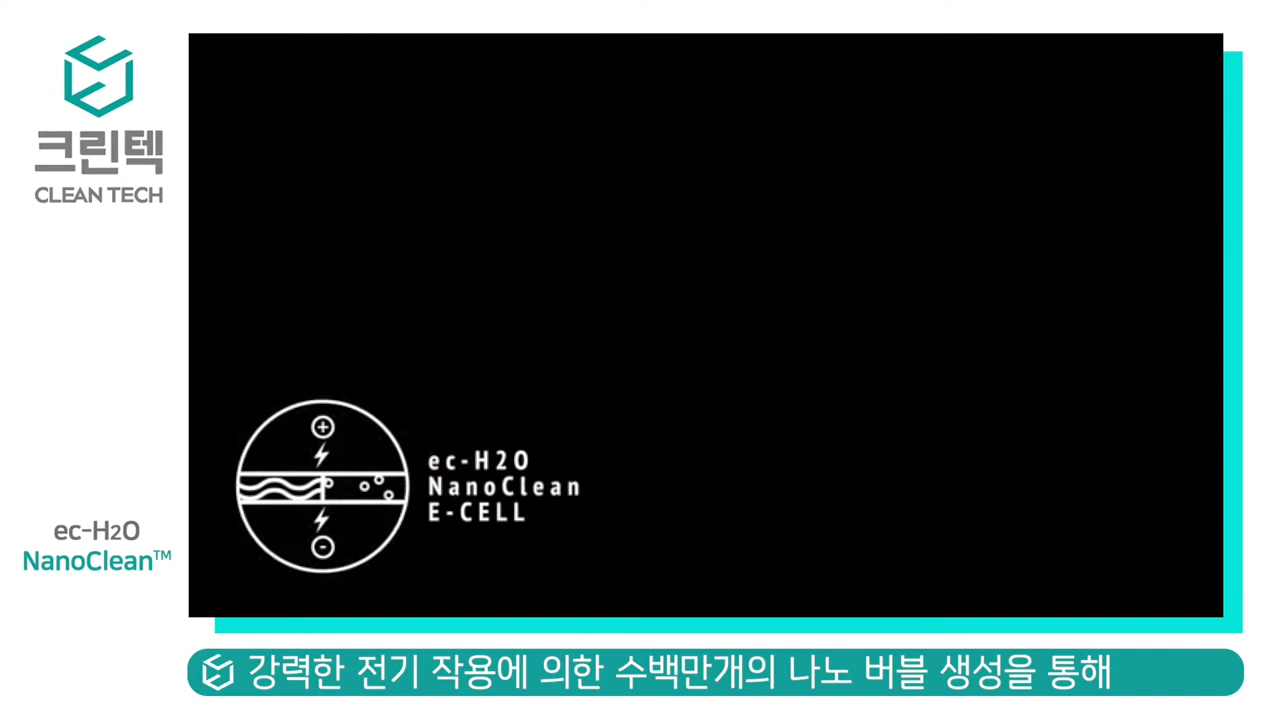 크린텍
CLEAN TECH
ec-H2O
NanoClean
E-CELL
ec-H2O
NanoClean™
강력한 전기 작용에 의한 수백만개의 나노 버블 생성을 통해